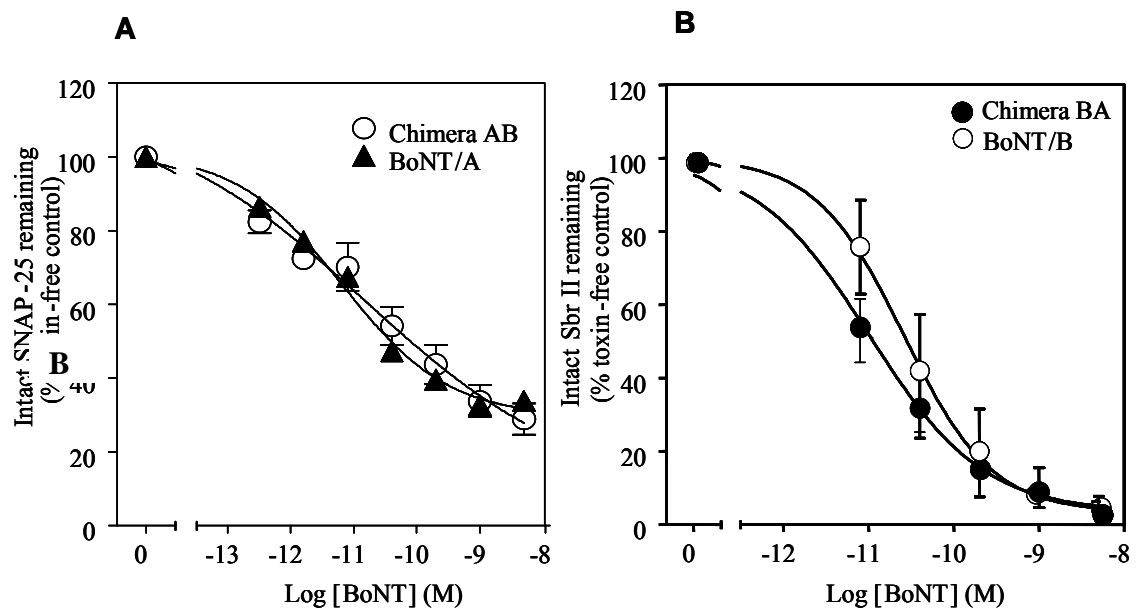 A
B
120
100
80
60
40
20
0
0
-13
-12
-11
-10
-9
-8
Log [BoNT] (M)
Intact SNAP-25 remaining
(% in-free control)
B
Chimera AB
BoNT/A
120
100
80
60
40
20
0
0
-12
-11
-10
-9
-8
Log [BoNT] (M)
Intact Sbr II remaining
(% toxin-free control)
Chimera BA
BoNT/B